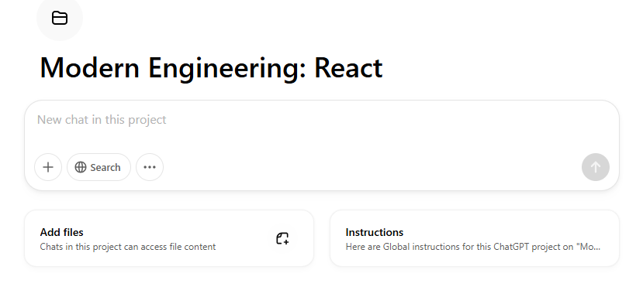 Modern Engineering: React
New chat in this project
Search
Add files
Chats in this project can access file content
Instructions
Here are Global instructions for this ChatGPT project on "Mo...